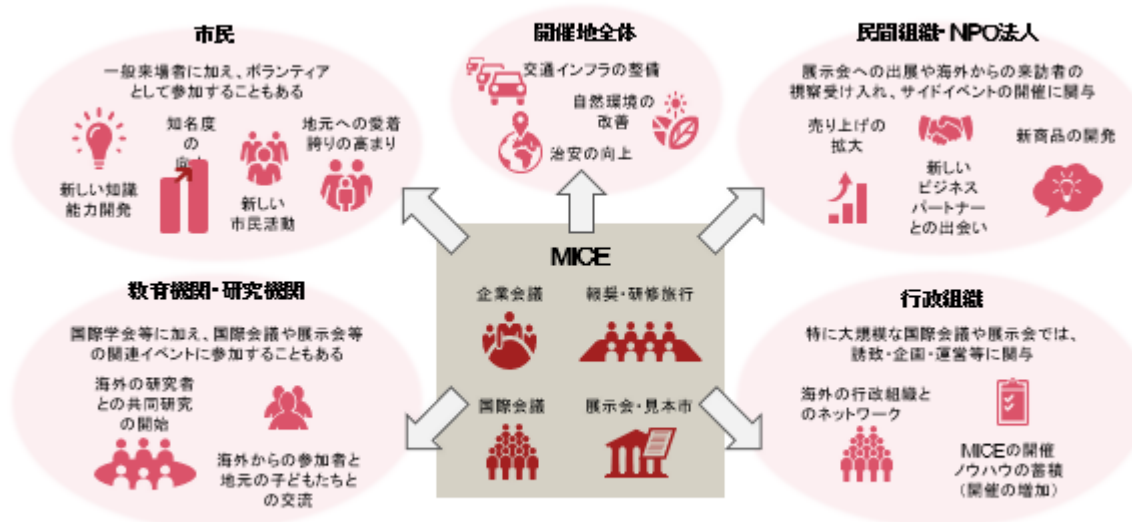 市民
一般来場者に加え、ボランティア
として参加することもある
知名度
の
向上
地元への愛着
誇りの高まり
新しい知識
能力開発
新しい
市民活動
開催地全体
交通インフラの整備
自然環境の
改善
治安の向上
民間組織・NPO法人
展示会への出展や海外からの来訪者の
視察受け入れ、サイドイベントの開催に関与
売り上げの
拡大
新しい
ビジネス
パートナー
との出会い
新商品の開発
MICE
企業会議
報奨・研修旅行
国際会議
展示会・見本市
教育機関・研究機関
国際学会等に加え、国際会議や展示会等
の関連イベントに参加することもある
海外の研究者
との共同研究
の開始
海外からの参加者と
地元の子どもたちと
の交流
行政組織
特に大規模な国際会議や展示会では、
誘致・企画・運営等に関与
海外の行政組織と
のネットワーク
MICEの開催
ノウハウの蓄積
(開催の増加)